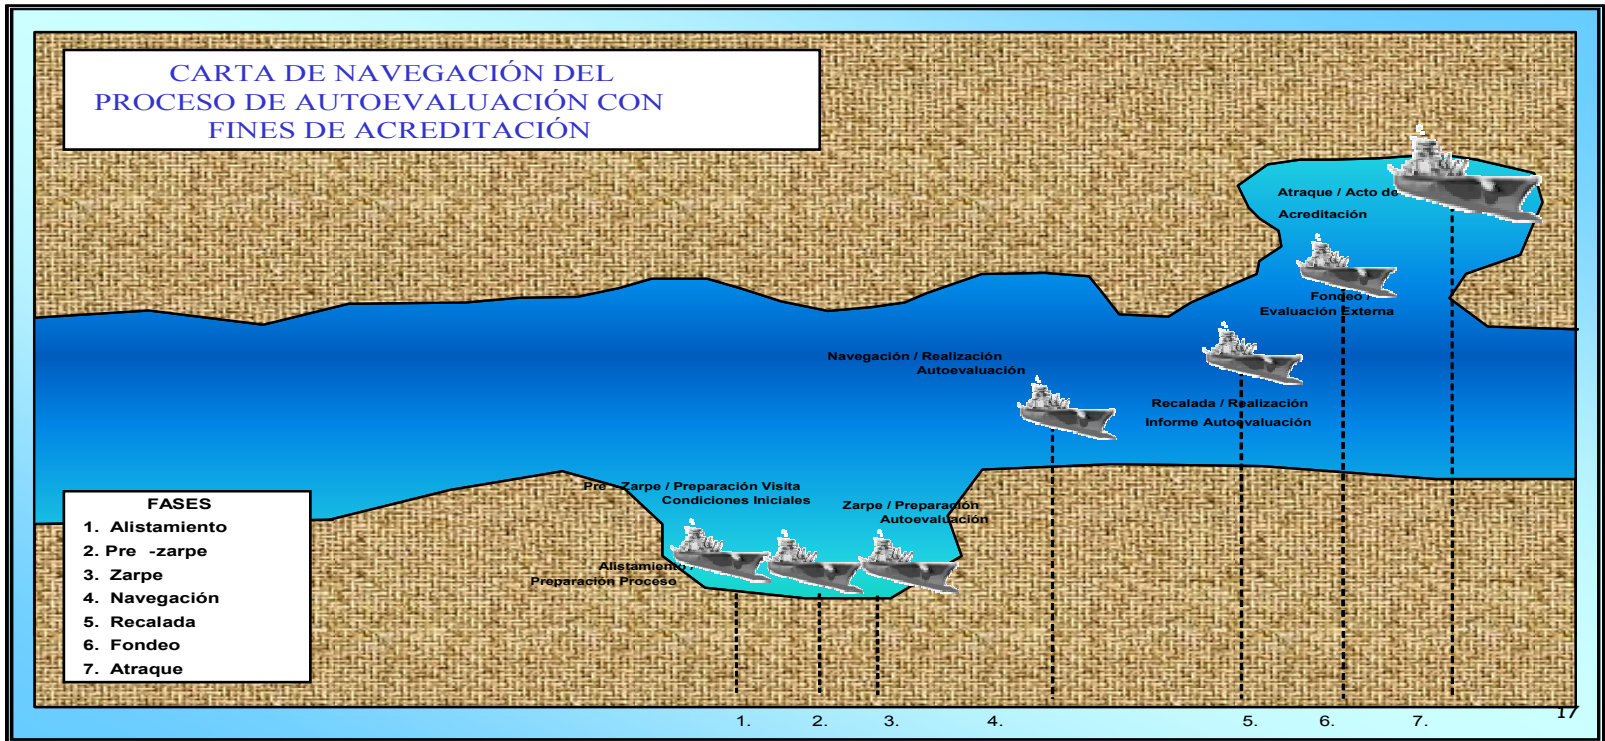 CARTA DE NAVEGACIÓN DEL
PROCESO DE AUTOEVALUACIÓN CON
FINES DE ACREDITACIÓN
Atraque / Acto de
Acreditación
Fondeo /
Evaluación Externa
Navegación / Realización
Autoevaluación
Recalada / Realización
Informe Autoevaluación
Pre - Zarpe / Preparación Visita
Condiciones Iniciales
Zarpe / Preparación
Autoevaluación
Alistamiento /
Preparación Proceso
FASES
1. Alistamiento
2. Pre -zarpe
3. Zarpe
4. Navegación
5. Recalada
6. Fondeo
7. Atraque
1. 2. 3. 4. 5. 6. 7.
17